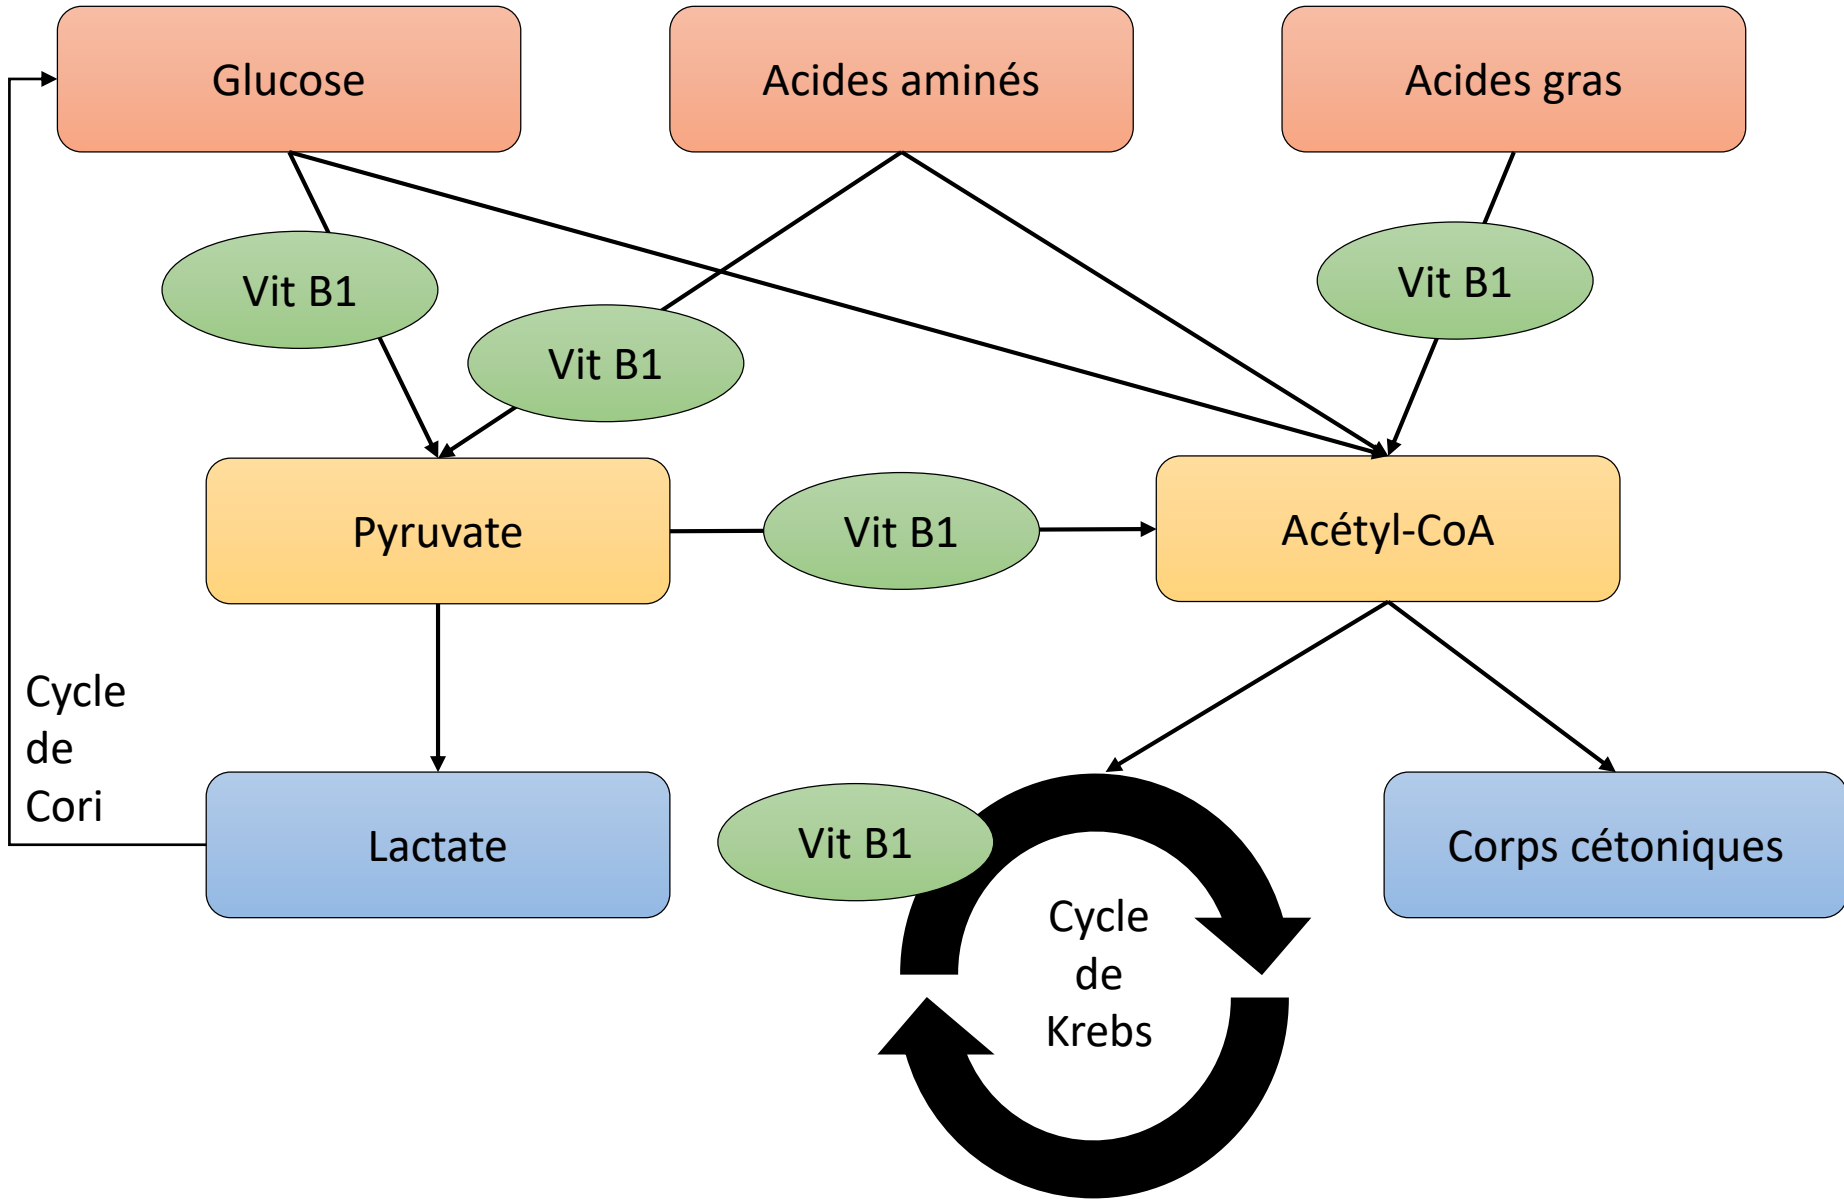 Glucose
Acides aminés
Acides gras
Vit B1
Vit B1
Vit B1
Pyruvate
Vit B1
Acétyl-CoA
Cycle
de
Cori
Lactate
Vit B1
Cycle
de
Krebs
Corps cétoniques